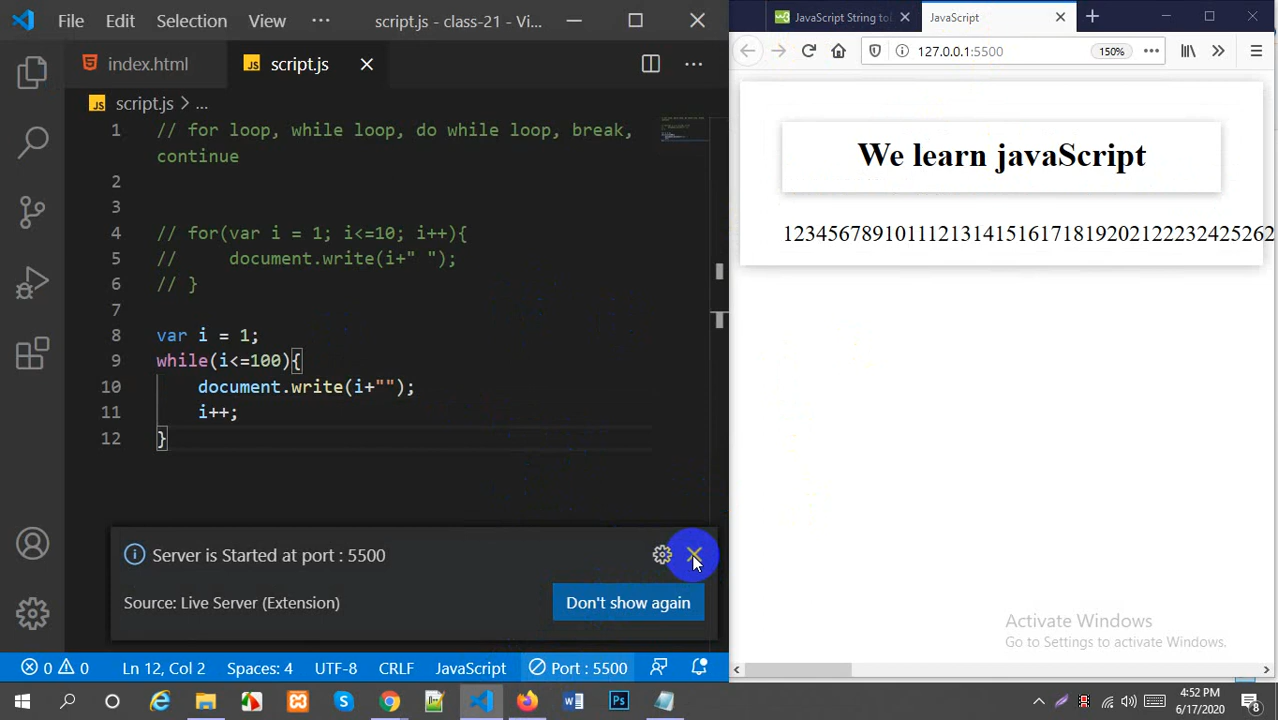 File Edit Selection View ··· script.js - class-21 - Vi...
index.html script.js
script.js > ...
1 // for loop, while loop, do while loop, break,
continue
2
3
4 // for(var i = 1; i<=10; i++){
5 //     document.write(i+" ");
6 // }
7
8 var i = 1;
9 while(i<=100){
10     document.write(i+"");
11     i++;
12 }
Server is Started at port : 5500
Source: Live Server (Extension) Don't show again
0 0 Ln 12, Col 2 Spaces: 4 UTF-8 CRLF JavaScript Port : 5500
JavaScript String to JavaScript
127.0.0.1:5500 150%
We learn javaScript
12345678910111213141516171819202122232425262
Activate Windows
Go to Settings to activate Windows.
4:52 PM
6/17/2020 8